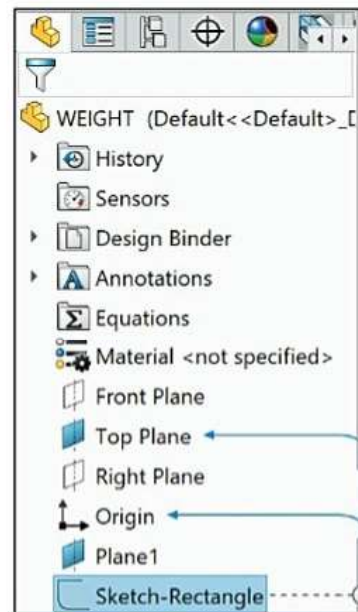 WEIGHT (Default<<Default>_D
History
Sensors
Design Binder
Annotations
Equations
Material <not specified>
Front Plane
Top Plane
Right Plane
Origin
Plane1
Sketch-Rectangle